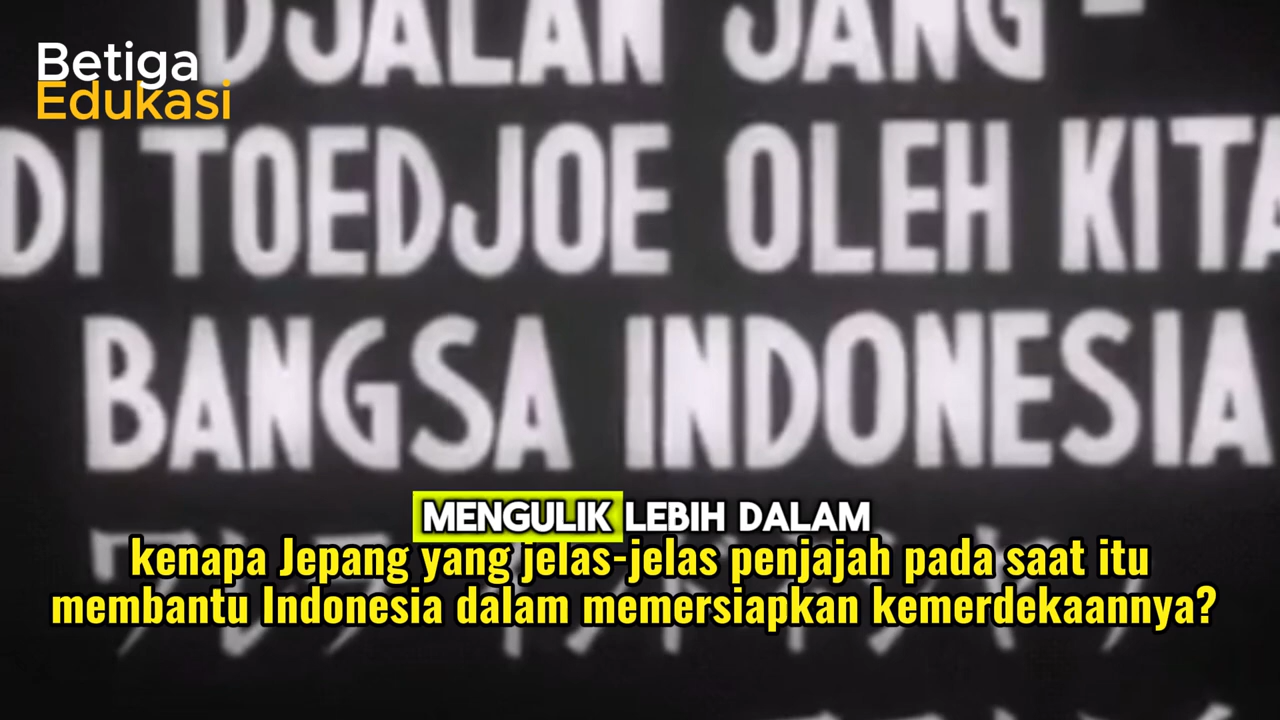 Betiga
Edukasi
DJALAN JANG-
DI TOEDJOE OLEH KITA
BANGSA INDONESIA
MENGULIK LEBIH DALAM
kenapa Jepang yang jelas-jelas penjajah pada saat itu
membantu Indonesia dalam memersiapkan kemerdekaannya?